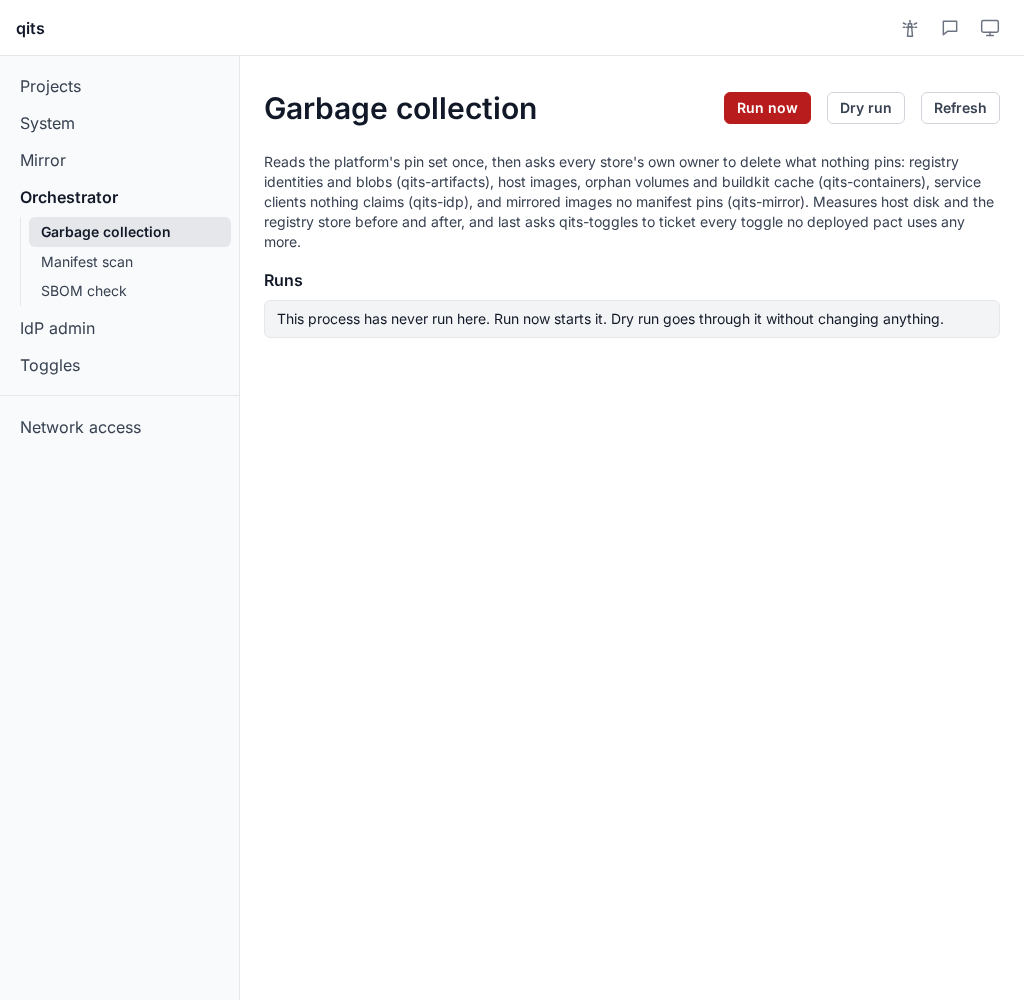 qits
Projects
System
Mirror
Orchestrator
Garbage collection
Manifest scan
SBOM check
IdP admin
Toggles
Network access
Garbage collection
Run now
Dry run
Refresh
Reads the platform's pin set once, then asks every store's own owner to delete what nothing pins: registry
identities and blobs (qits-artifacts), host images, orphan volumes and buildkit cache (qits-containers), service
clients nothing claims (qits-idp), and mirrored images no manifest pins (qits-mirror). Measures host disk and the
registry store before and after, and last asks qits-toggles to ticket every toggle no deployed pact uses any
more.
Runs
This process has never run here. Run now starts it. Dry run goes through it without changing anything.